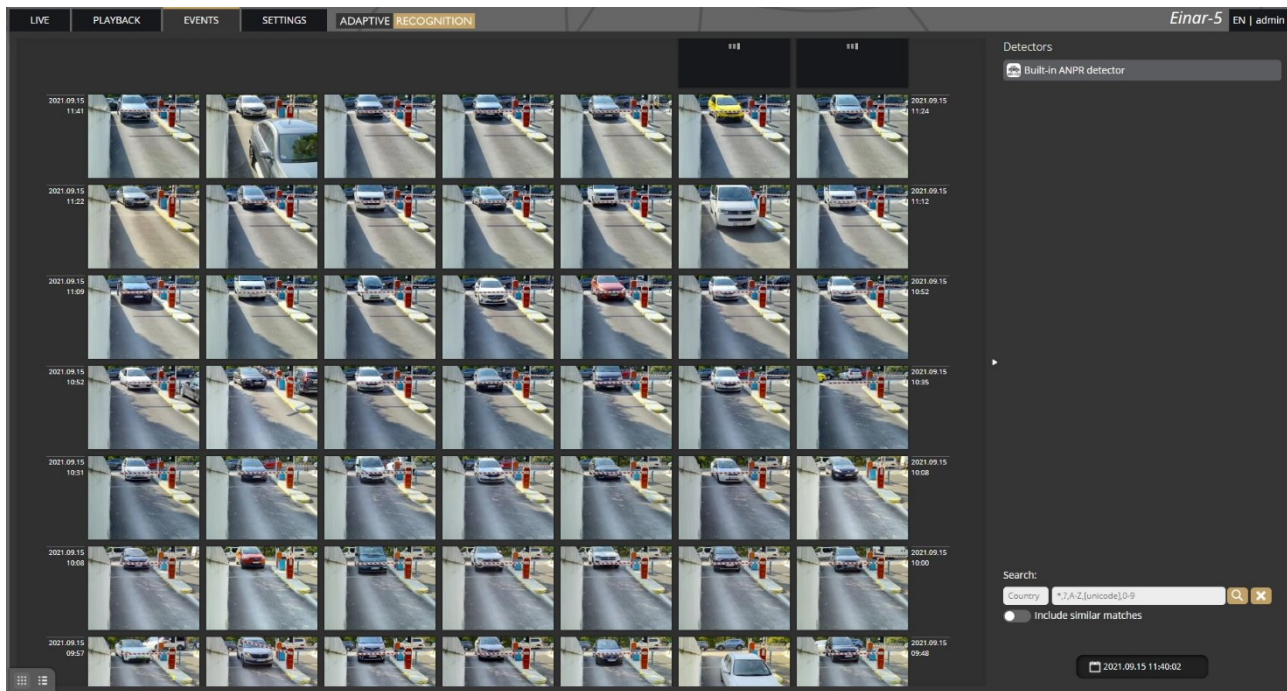 LIVE PLAYBACK EVENTS SETTINGS ADAPTIVE RECOGNITION Einar-5 EN | admin
Detectors
Built-in ANPR detector
2021.09.15 2021.09.15
11:41 11:24
2021.09.15 2021.09.15
11:22 11:12
2021.09.15 2021.09.15
11:09 10:52
2021.09.15 2021.09.15
10:52 10:35
2021.09.15 2021.09.15
10:31 10:08
2021.09.15 2021.09.15
10:08 10:00
2021.09.15 2021.09.15
09:57 09:48
Search:
Country *,?,A-Z,[unicode],0-9
Include similar matches
2021.09.15 11:40:02